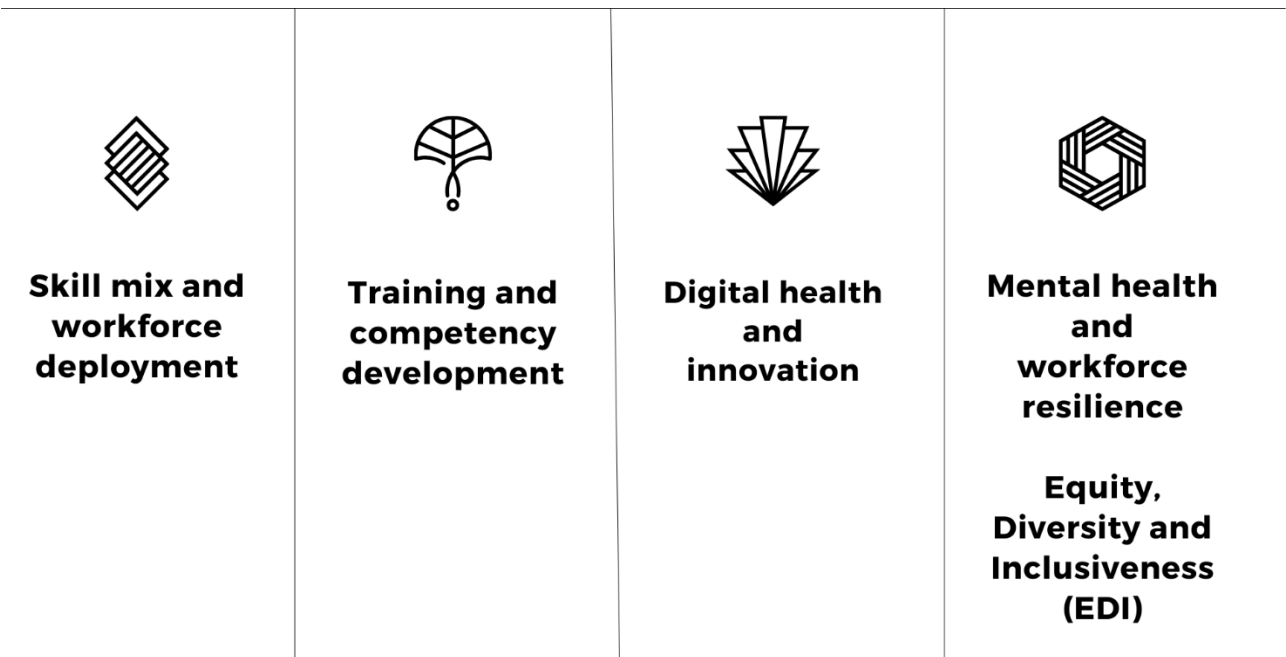 Skill mix and
workforce
deployment
Training and
competency
development
Digital health
and
innovation
Mental health
and
workforce
resilience
Equity,
Diversity and
Inclusiveness
(EDI)